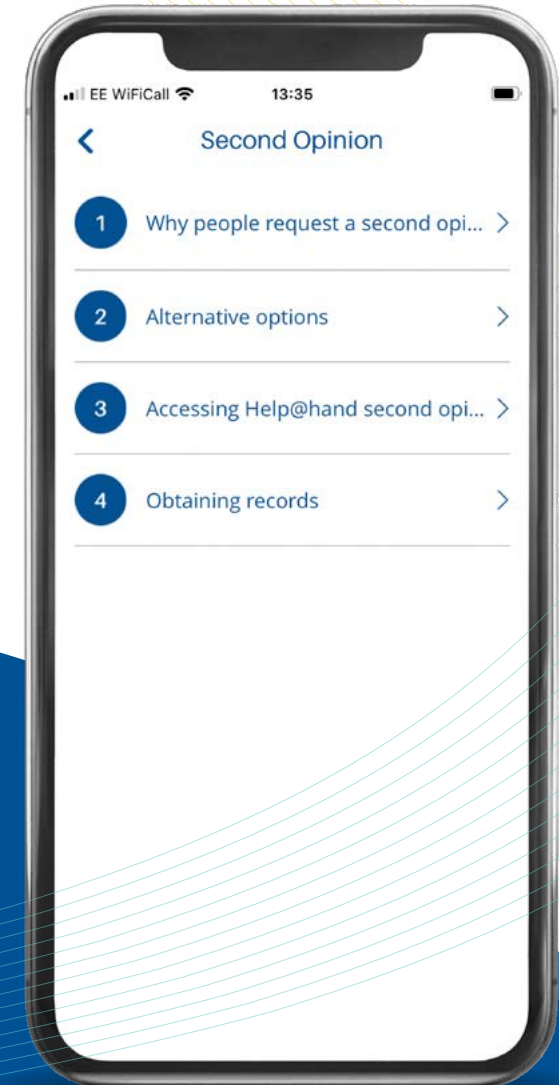 EE WiFiCall 13:35
Second Opinion
1 Why people request a second opi...
2 Alternative options
3 Accessing Help@hand second opi...
4 Obtaining records